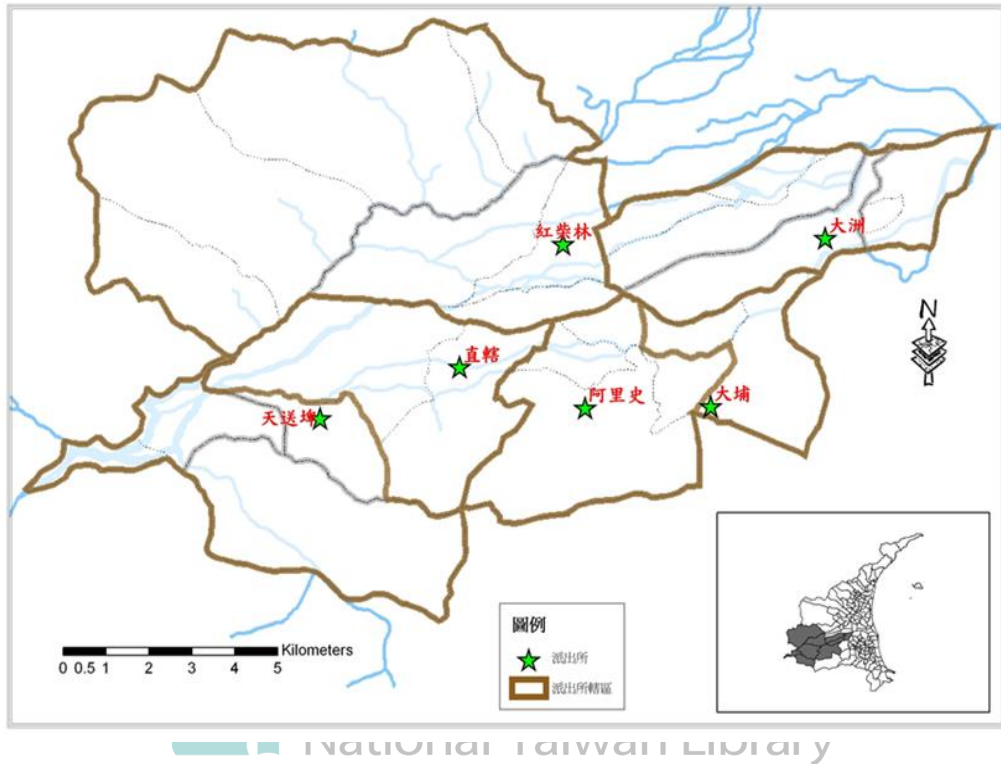 紅柴林
大洲
N
直轄
阿里史
大埔
天送埤
圖例
派出所
派出所轄區
Kilometers
0 0.5 1 2 3 4 5
National Taiwan Library